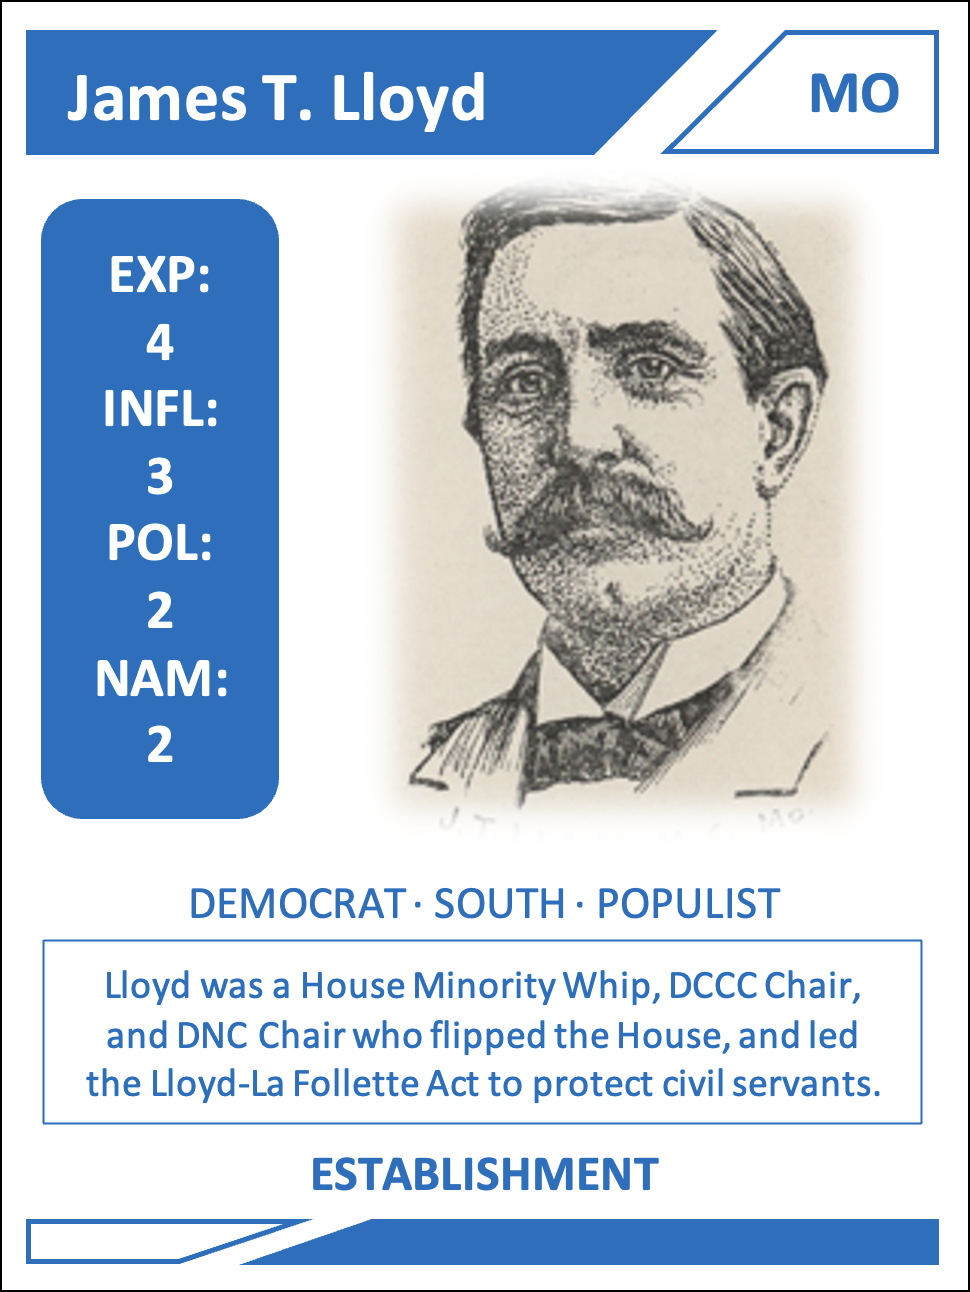 James T. Lloyd
MO
EXP:
4
INFL:
3
POL:
2
NAM:
2
DEMOCRAT · SOUTH · POPULIST
Lloyd was a House Minority Whip, DCCC Chair,
and DNC Chair who flipped the House, and led
the Lloyd-La Follette Act to protect civil servants.
ESTABLISHMENT